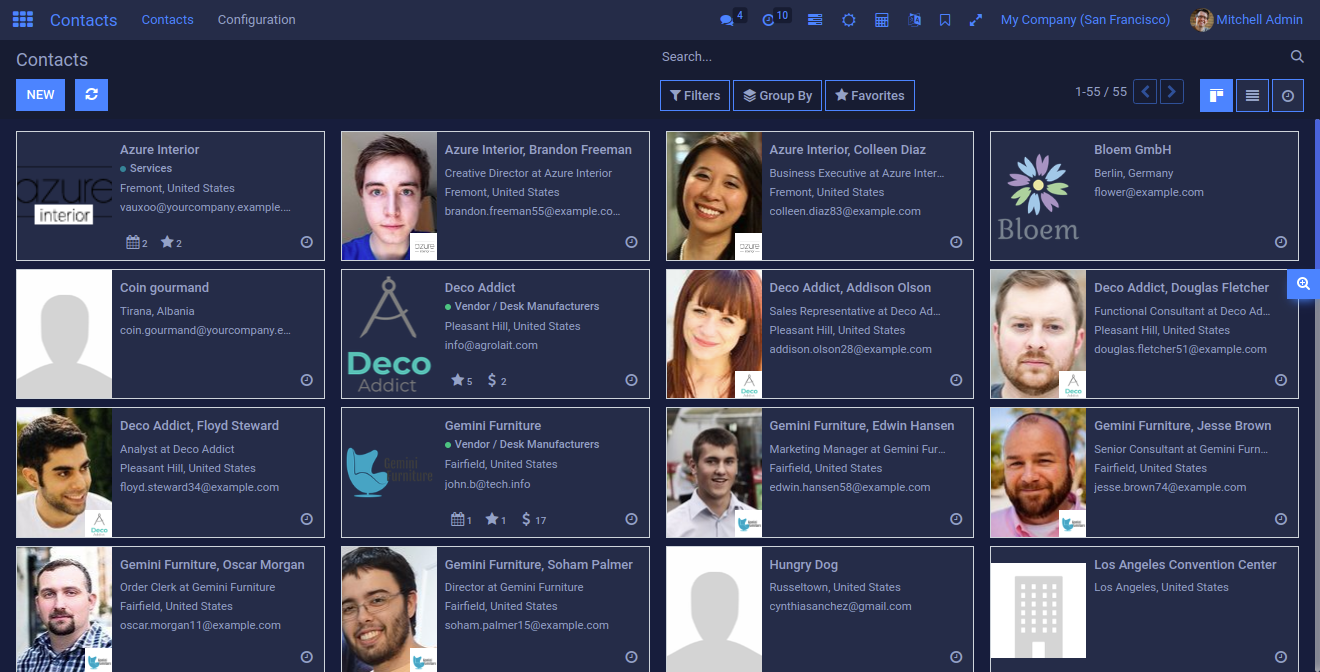 Contacts Contacts Configuration 4 10 My Company (San Francisco) Mitchell Admin
Contacts
Search...
NEW
Filters Group By Favorites
1-55 / 55
Azure Interior
Services
Fremont, United States
vauxoo@yourcompany.example....
2 2
azure
interior
Azure Interior, Brandon Freeman
Creative Director at Azure Interior
Fremont, United States
brandon.freeman55@example.co...
azure
Azure Interior, Colleen Diaz
Business Executive at Azure Inter...
Fremont, United States
colleen.diaz83@example.com
azure
Bloem GmbH
Berlin, Germany
flower@example.com
Bloem
Coin gourmand
Tirana, Albania
coin.gourmand@yourcompany.e...
Deco Addict
Vendor / Desk Manufacturers
Pleasant Hill, United States
info@agrolait.com
5 $ 2
Deco
Addict
Deco Addict, Addison Olson
Sales Representative at Deco Ad...
Pleasant Hill, United States
addison.olson28@example.com
Deco
Deco Addict, Douglas Fletcher
Functional Consultant at Deco Ad...
Pleasant Hill, United States
douglas.fletcher51@example.com
Deco
Deco Addict, Floyd Steward
Analyst at Deco Addict
Pleasant Hill, United States
floyd.steward34@example.com
Deco
Gemini Furniture
Vendor / Desk Manufacturers
Fairfield, United States
john.b@tech.info
1 1 $ 17
Gemini
Furniture
Gemini Furniture, Edwin Hansen
Marketing Manager at Gemini Fur...
Fairfield, United States
edwin.hansen58@example.com
Gemini Furniture, Jesse Brown
Senior Consultant at Gemini Furn...
Fairfield, United States
jesse.brown74@example.com
Gemini Furniture, Oscar Morgan
Order Clerk at Gemini Furniture
Fairfield, United States
oscar.morgan11@example.com
Gemini Furniture, Soham Palmer
Director at Gemini Furniture
Fairfield, United States
soham.palmer15@example.com
Hungry Dog
Russeltown, United States
cynthiasanchez@gmail.com
Los Angeles Convention Center
Los Angeles, United States